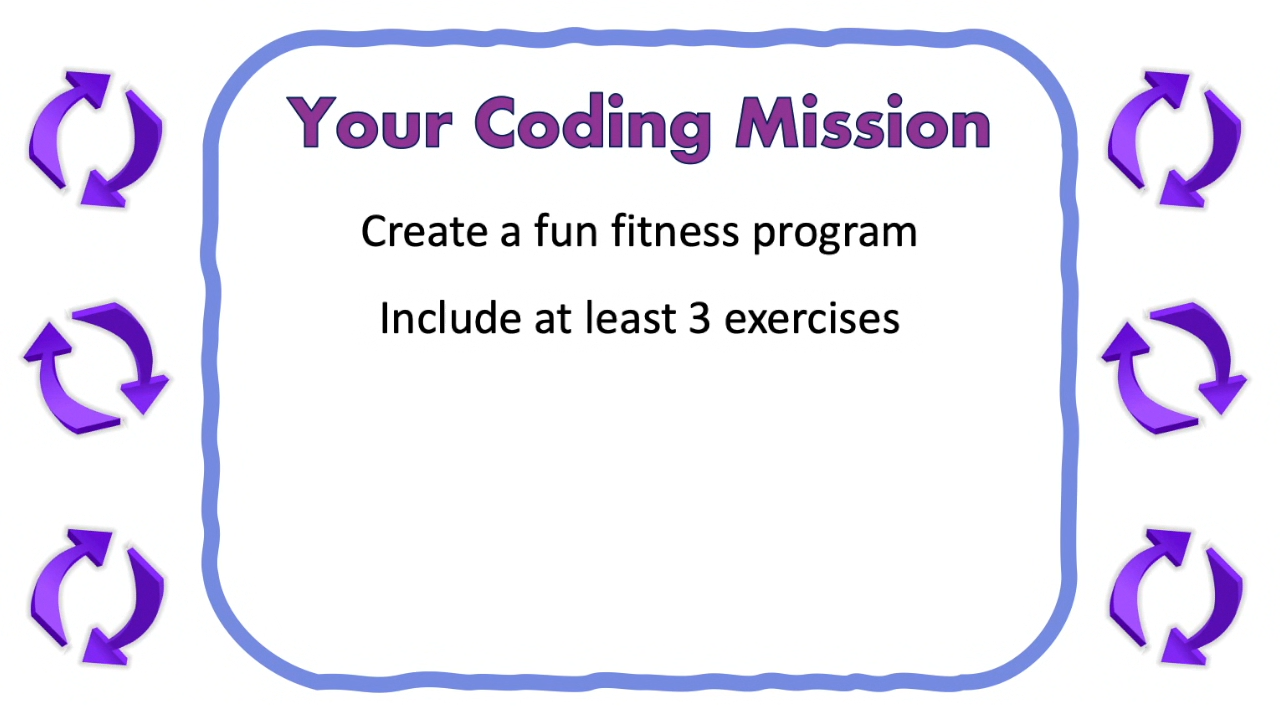 Your Coding Mission
Create a fun fitness program
Include at least 3 exercises